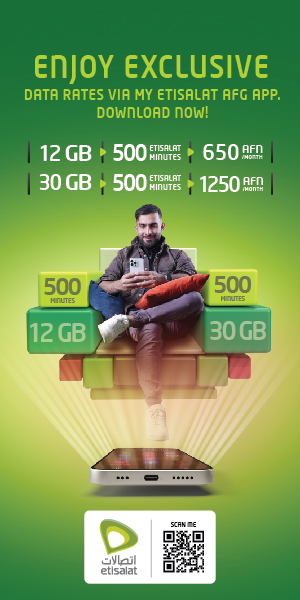 ENJOY EXCLUSIVE
DATA RATES VIA MY ETISALAT AFG APP.
DOWNLOAD NOW!
12 GB 500 ETISALAT MINUTES 650 AFN /MONTH
30 GB 500 ETISALAT MINUTES 1250 AFN /MONTH
500 MINUTES
500 MINUTES
12 GB
30 GB
SCAN ME
اتصالات
etisalat